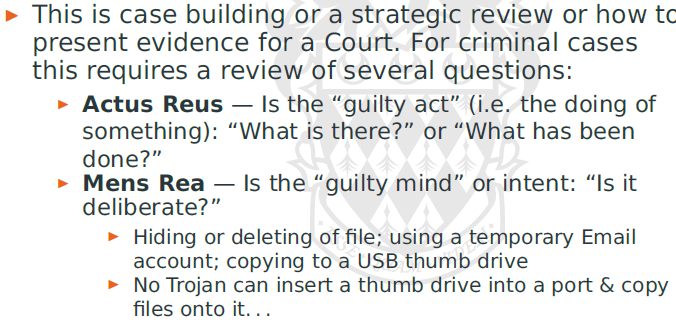 This is case building or a strategic review or how to
present evidence for a Court. For criminal cases
this requires a review of several questions:
Actus Reus — Is the “guilty act” (i.e. the doing of
something): “What is there?” or “What has been
done?”
Mens Rea — Is the “guilty mind” or intent: “Is it
deliberate?”
Hiding or deleting of file; using a temporary Email
account; copying to a USB thumb drive
No Trojan can insert a thumb drive into a port & copy
files onto it...